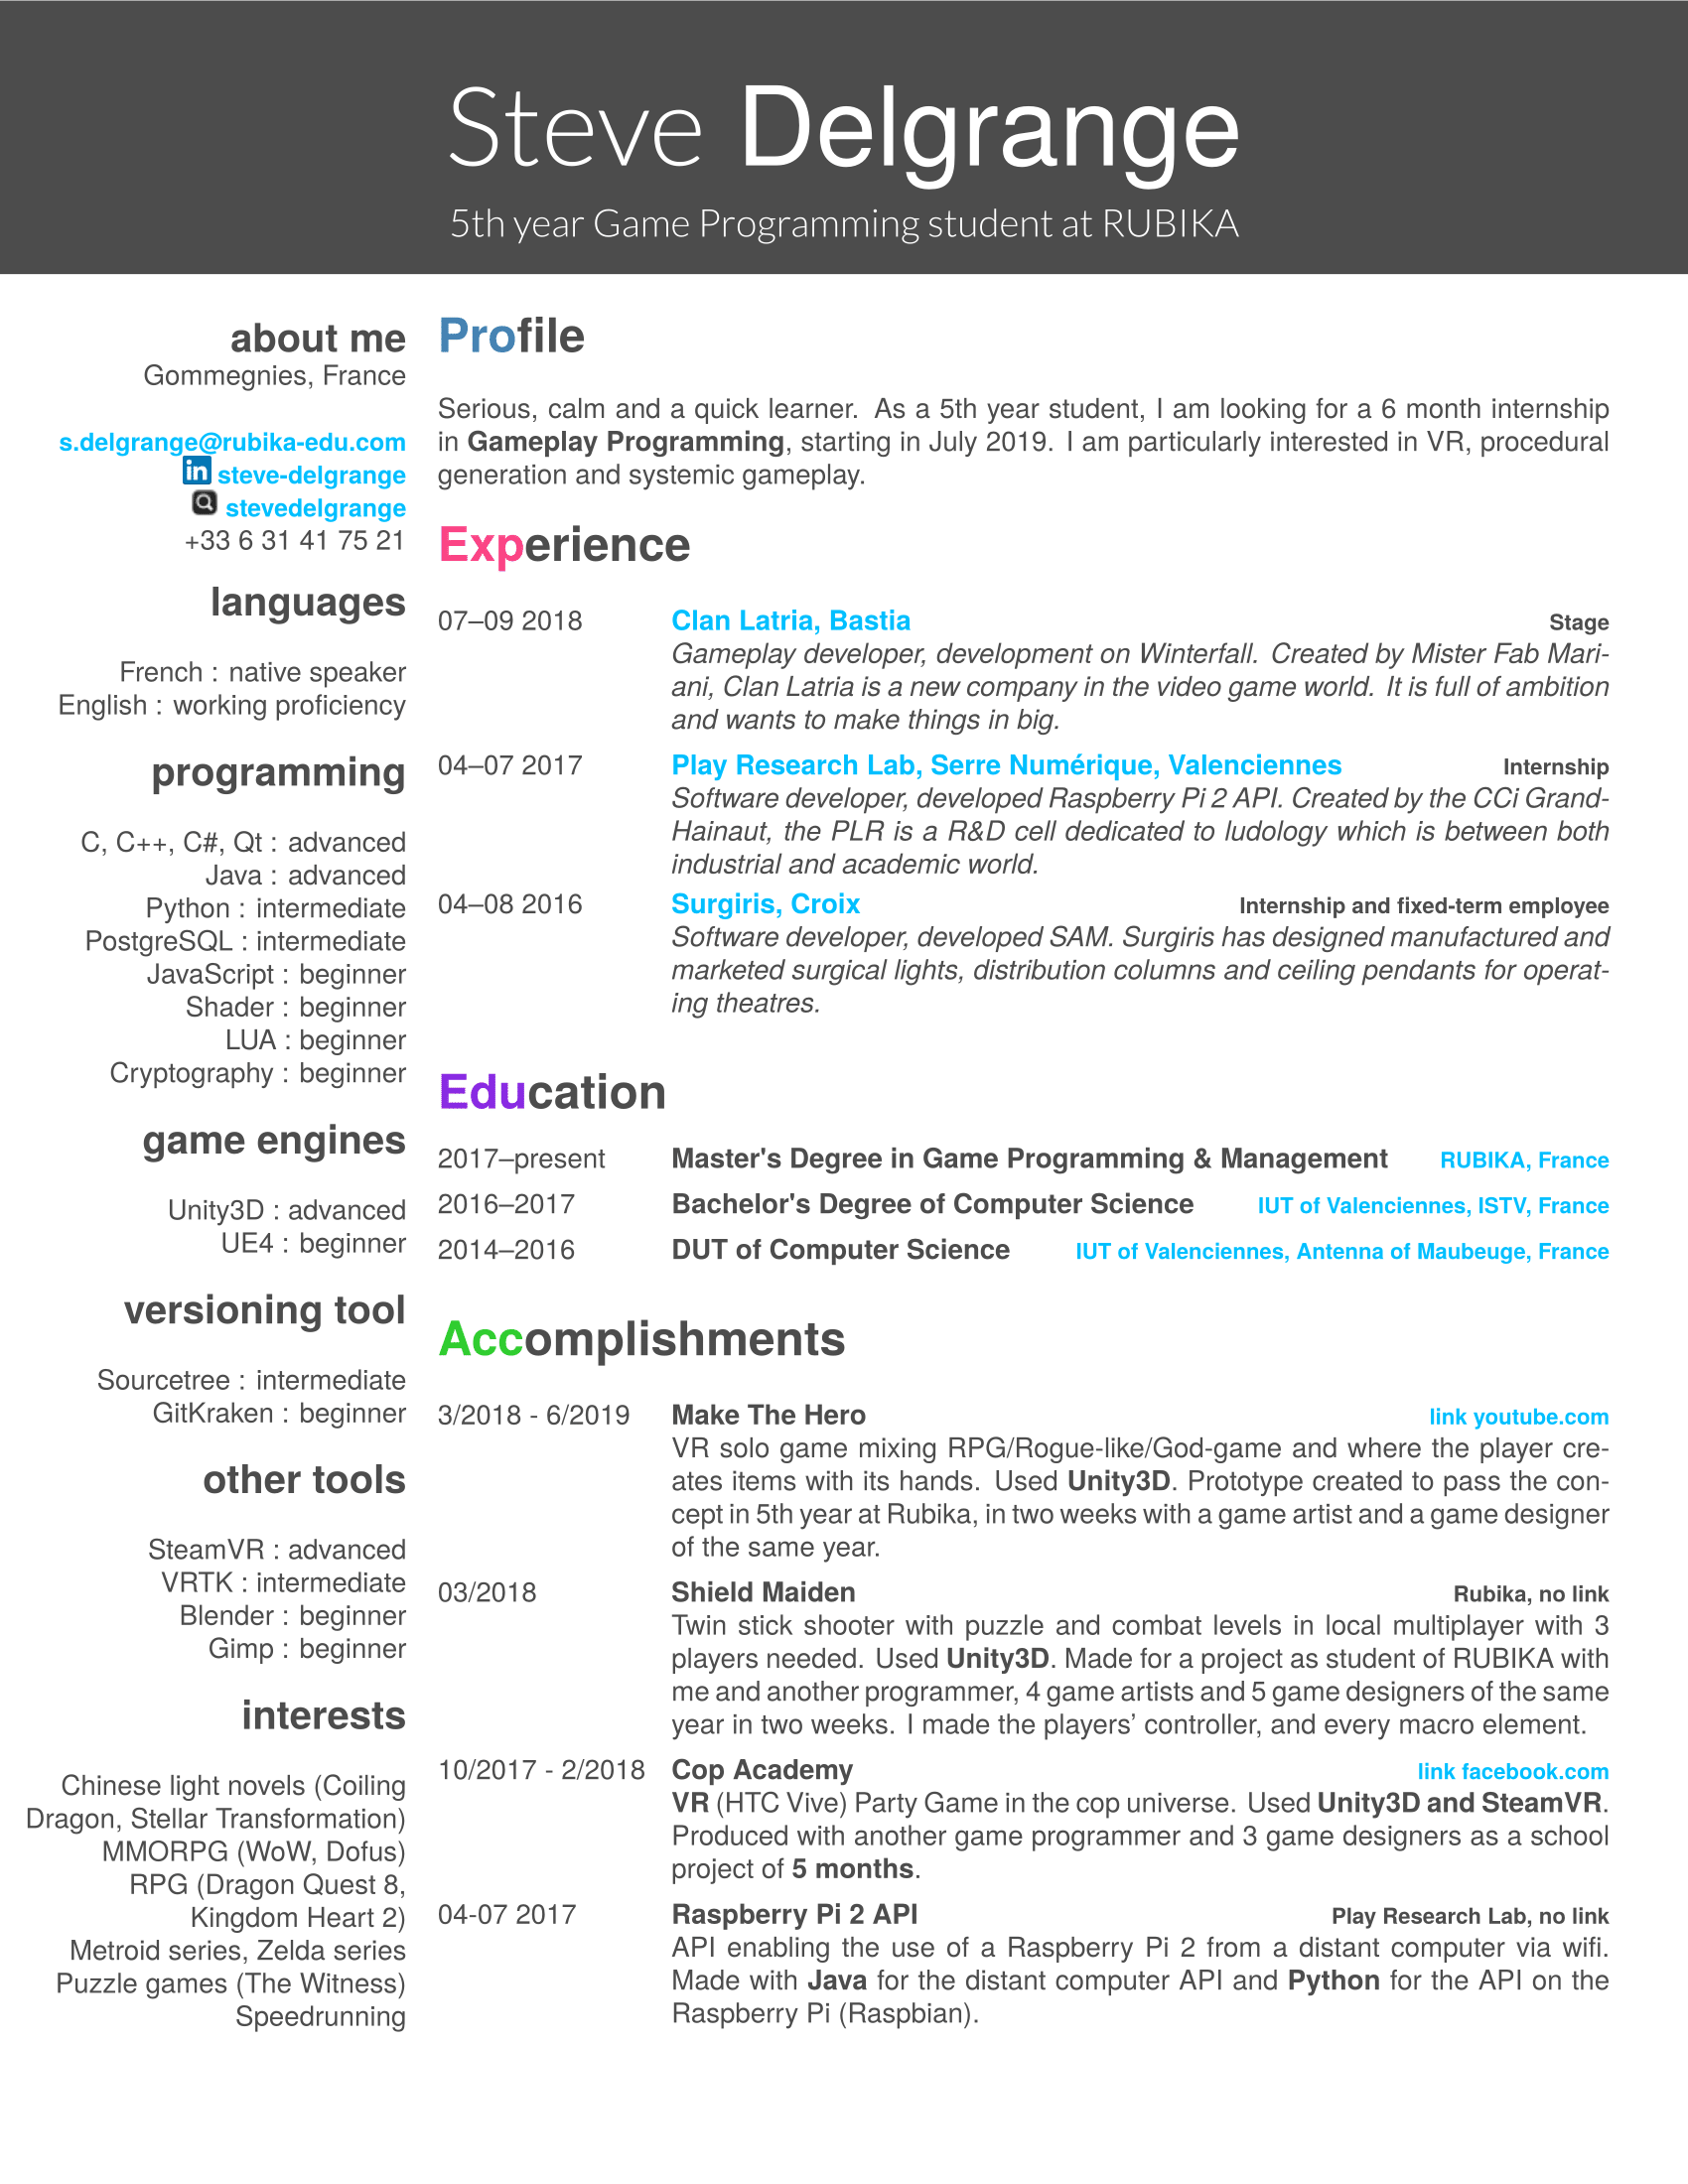 Steve Delgrange
5th year Game Programming student at RUBIKA
about me
Gommegnies, France
s.delgrange@rubika-edu.com
in steve-delgrange
stevedelgrange
+33 6 31 41 75 21
languages
French : native speaker
English : working proficiency
programming
C, C++, C#, Qt : advanced
Java : advanced
Python : intermediate
PostgreSQL : intermediate
JavaScript : beginner
Shader : beginner
LUA : beginner
Cryptography : beginner
game engines
Unity3D : advanced
UE4 : beginner
versioning tool
Sourcetree : intermediate
GitKraken : beginner
other tools
SteamVR : advanced
VRTK : intermediate
Blender : beginner
Gimp : beginner
interests
Chinese light novels (Coiling
Dragon, Stellar Transformation)
MMORPG (WoW, Dofus)
RPG (Dragon Quest 8,
Kingdom Heart 2)
Metroid series, Zelda series
Puzzle games (The Witness)
Speedrunning
Profile
Serious, calm and a quick learner. As a 5th year student, I am looking for a 6 month internship
in Gameplay Programming, starting in July 2019. I am particularly interested in VR, procedural
generation and systemic gameplay.
Experience
07–09 2018 Clan Latria, Bastia Stage
Gameplay developer, development on Winterfall. Created by Mister Fab Mari-
ani, Clan Latria is a new company in the video game world. It is full of ambition
and wants to make things in big.
04–07 2017 Play Research Lab, Serre Numérique, Valenciennes Internship
Software developer, developed Raspberry Pi 2 API. Created by the CCi Grand-
Hainaut, the PLR is a R&D cell dedicated to ludology which is between both
industrial and academic world.
04–08 2016 Surgiris, Croix Internship and fixed-term employee
Software developer, developed SAM. Surgiris has designed manufactured and
marketed surgical lights, distribution columns and ceiling pendants for operat-
ing theatres.
Education
2017–present Master's Degree in Game Programming & Management RUBIKA, France
2016–2017 Bachelor's Degree of Computer Science IUT of Valenciennes, ISTV, France
2014–2016 DUT of Computer Science IUT of Valenciennes, Antenna of Maubeuge, France
Accomplishments
3/2018 - 6/2019 Make The Hero link youtube.com
VR solo game mixing RPG/Rogue-like/God-game and where the player cre-
ates items with its hands. Used Unity3D. Prototype created to pass the con-
cept in 5th year at Rubika, in two weeks with a game artist and a game designer
of the same year.
03/2018 Shield Maiden Rubika, no link
Twin stick shooter with puzzle and combat levels in local multiplayer with 3
players needed. Used Unity3D. Made for a project as student of RUBIKA with
me and another programmer, 4 game artists and 5 game designers of the same
year in two weeks. I made the players’ controller, and every macro element.
10/2017 - 2/2018 Cop Academy link facebook.com
VR (HTC Vive) Party Game in the cop universe. Used Unity3D and SteamVR.
Produced with another game programmer and 3 game designers as a school
project of 5 months.
04-07 2017 Raspberry Pi 2 API Play Research Lab, no link
API enabling the use of a Raspberry Pi 2 from a distant computer via wifi.
Made with Java for the distant computer API and Python for the API on the
Raspberry Pi (Raspbian).